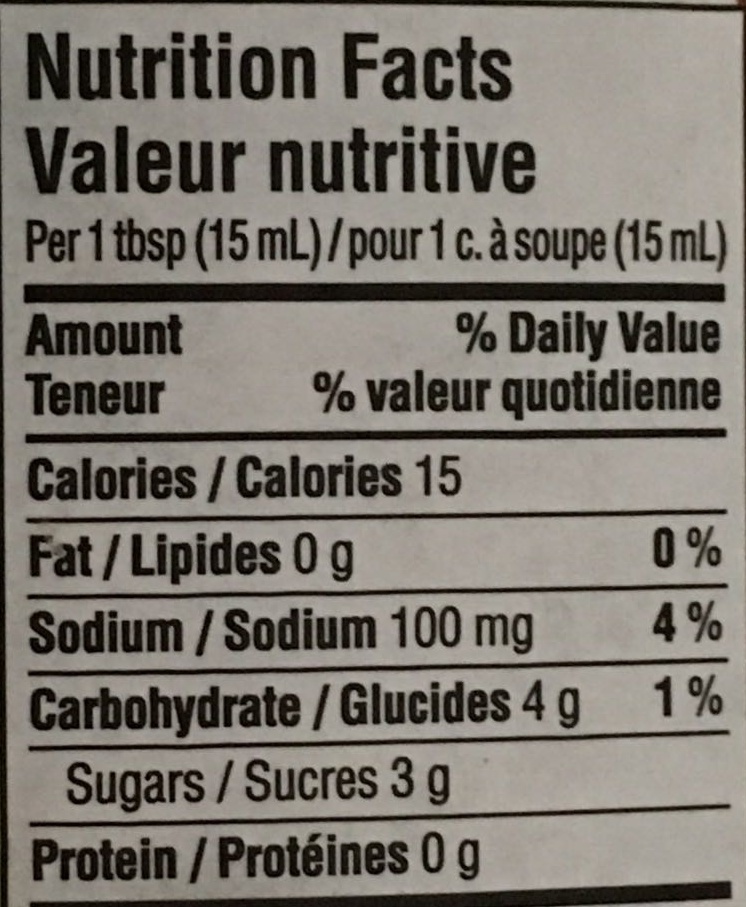 Nutrition Facts
Valeur nutritive
Per 1 tbsp (15 mL) / pour 1 c. à soupe (15 mL)
Amount % Daily Value
Teneur % valeur quotidienne
Calories / Calories 15
Fat / Lipides 0 g 0 %
Sodium / Sodium 100 mg 4 %
Carbohydrate / Glucides 4 g 1 %
Sugars / Sucres 3 g
Protein / Protéines 0 g